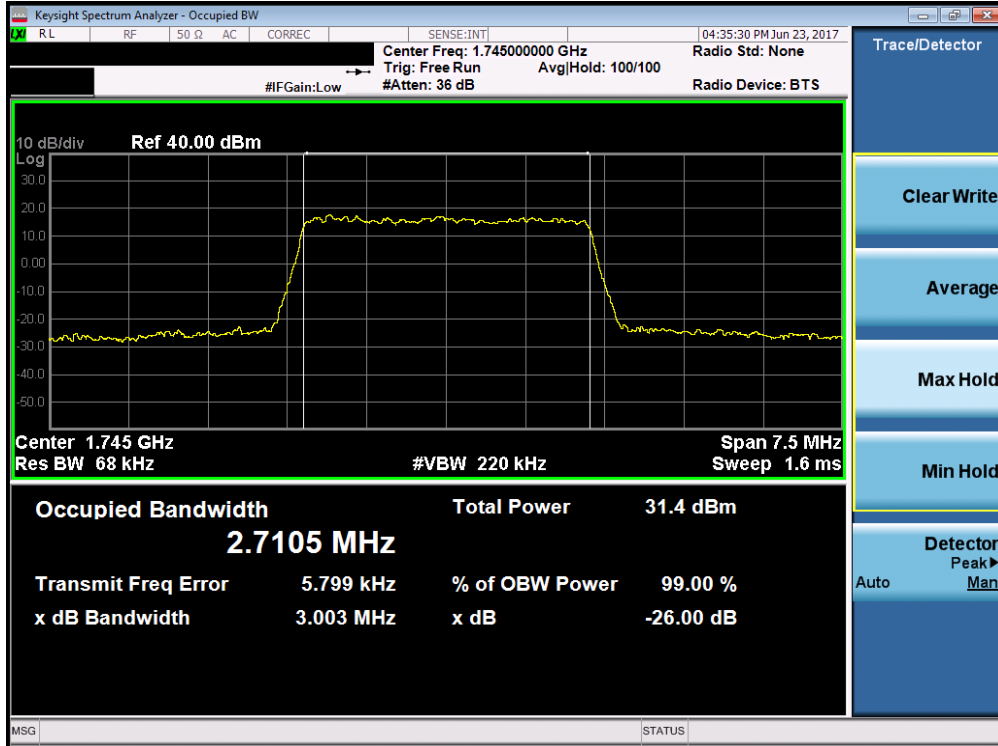 Keysight Spectrum Analyzer - Occupied BW
LXI RL RF 50 Ω AC CORREC SENSE:INT 04:35:30 PM Jun 23, 2017
Center Freq: 1.745000000 GHz Radio Std: None
Trig: Free Run Avg|Hold: 100/100
#IFGain:Low #Atten: 36 dB Radio Device: BTS
10 dB/div Ref 40.00 dBm
Log
30.0
20.0
10.0
0.00
-10.0
-20.0
-30.0
-40.0
-50.0
Center 1.745 GHz Span 7.5 MHz
Res BW 68 kHz #VBW 220 kHz Sweep 1.6 ms
Occupied Bandwidth Total Power 31.4 dBm
2.7105 MHz
Transmit Freq Error 5.799 kHz % of OBW Power 99.00 %
x dB Bandwidth 3.003 MHz x dB -26.00 dB
MSG STATUS
Trace/Detector
Clear Write
Average
Max Hold
Min Hold
Detector
Peak▶
Auto Man